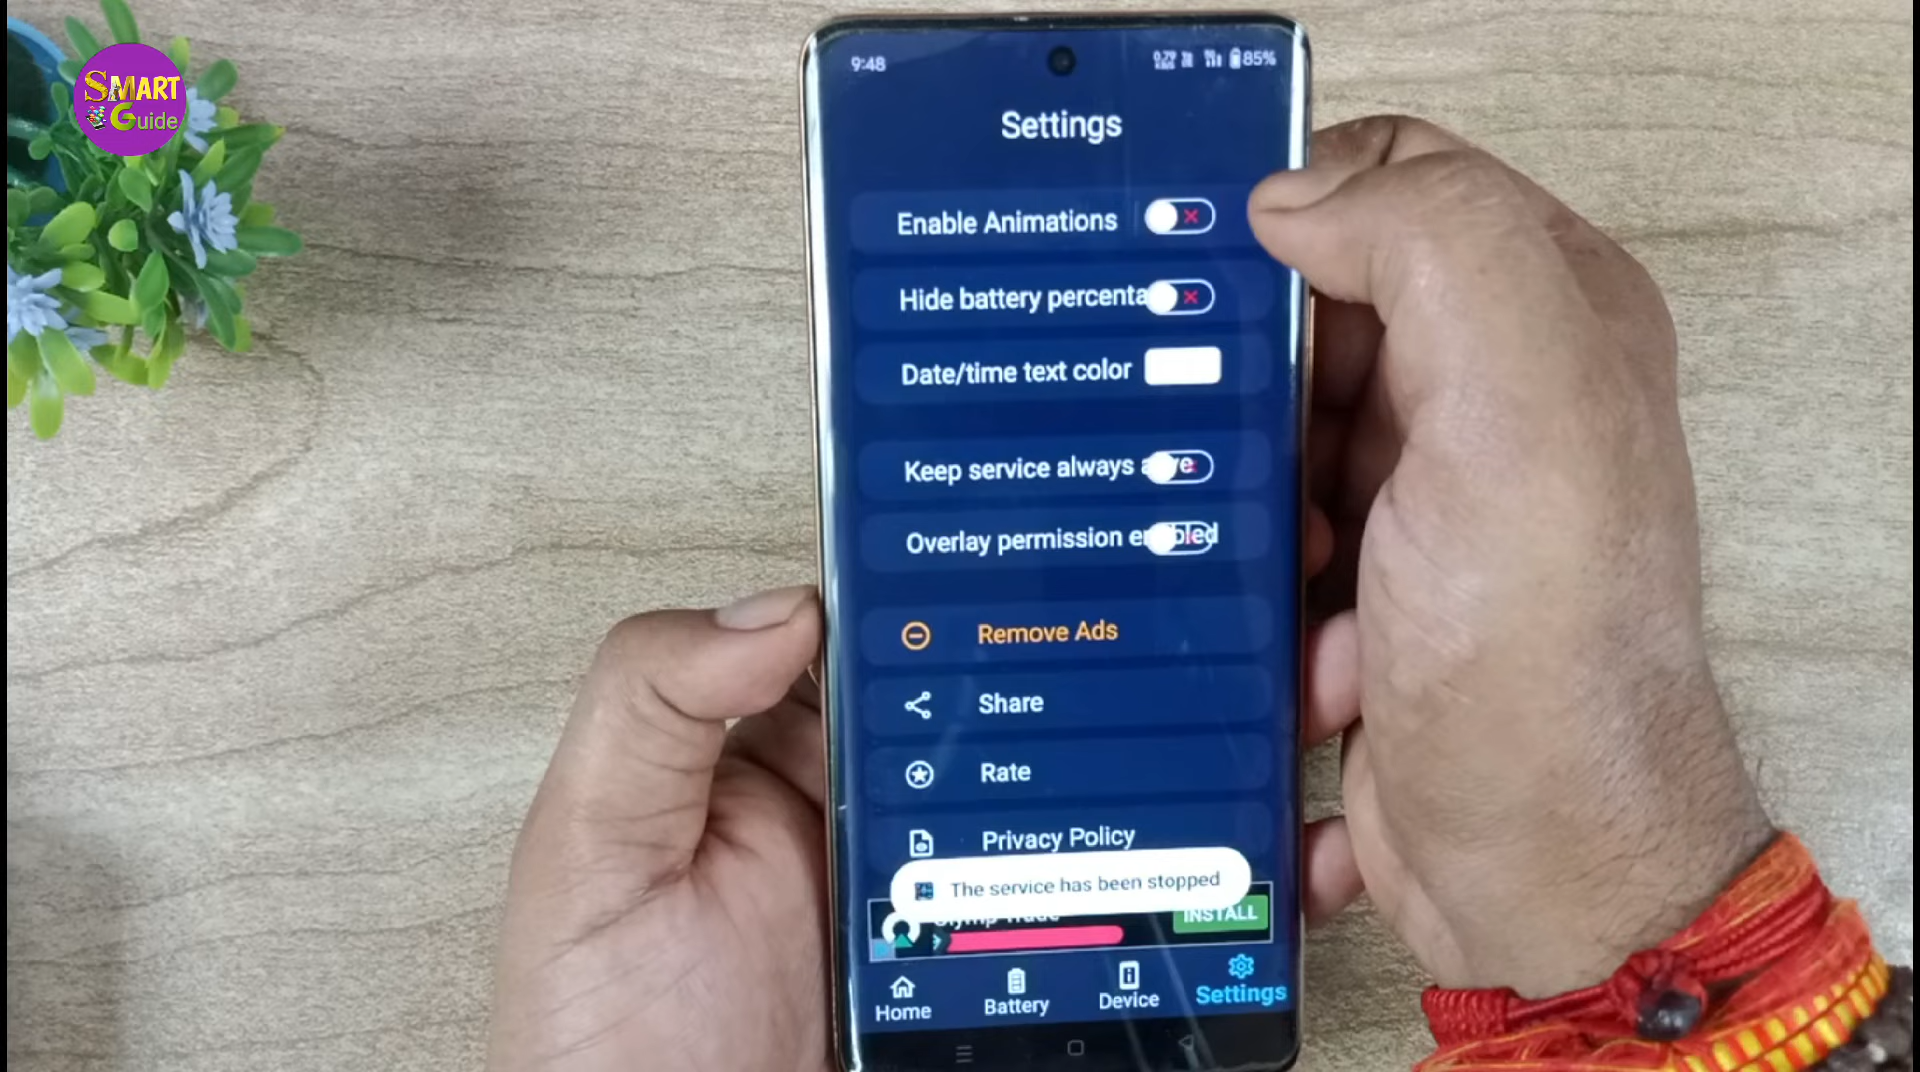 SMART
Guide
9:48
85%
Settings
Enable Animations
Hide battery percenta
Date/time text color
Keep service always
Overlay permission
Remove Ads
Share
Rate
Privacy Policy
The service has been stopped
INSTALL
Home
Battery
Device
Settings